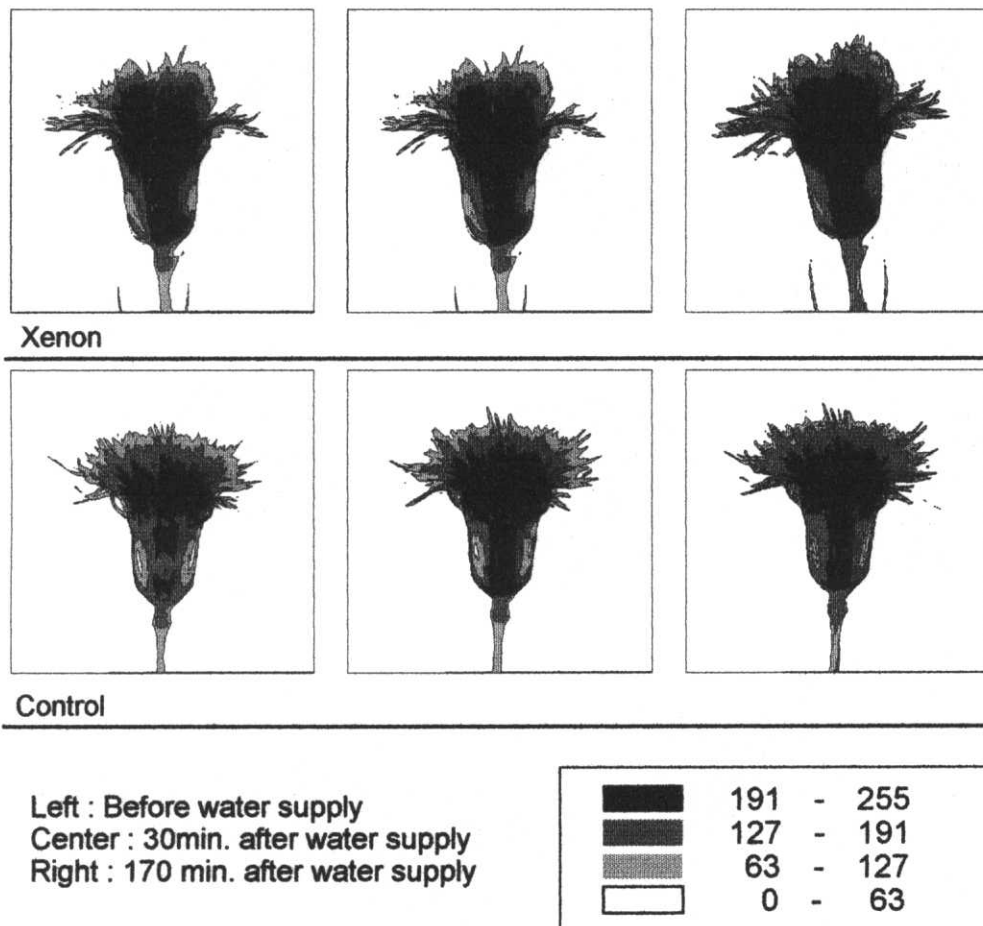 Xenon
Control
Left : Before water supply
Center : 30min. after water supply
Right : 170 min. after water supply
191 - 255
127 - 191
63 - 127
0 - 63